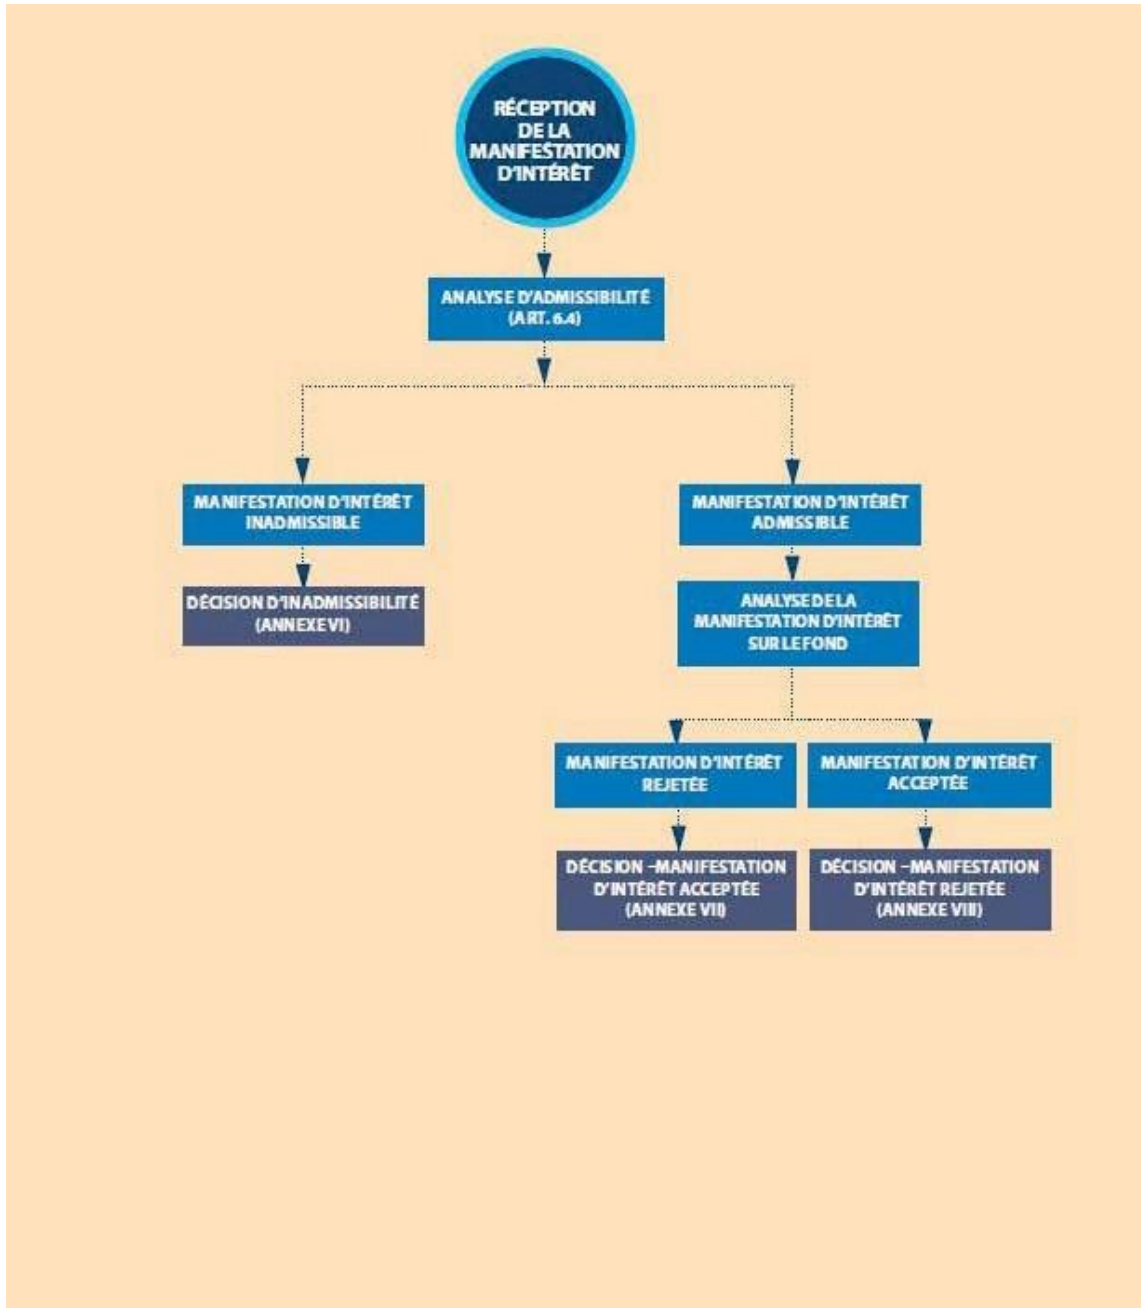 RÉCEPTION
DE LA
MANIFESTATION
D'INTÉRÊT
ANALYSE D'ADMISSIBILITÉ
(ART. 6.4)
MANIFESTATION D'INTÉRÊT
INADMISSIBLE
MANIFESTATION D'INTÉRÊT
ADMISSIBLE
DÉCISION D'INADMISSIBILITÉ
(ANNEXE VI)
ANALYSE DE LA
MANIFESTATION D'INTÉRÊT
SUR LE FOND
MANIFESTATION D'INTÉRÊT
REJETÉE
MANIFESTATION D'INTÉRÊT
ACCEPTÉE
DÉCISION –MANIFESTATION
D'INTÉRÊT ACCEPTÉE
(ANNEXE VII)
DÉCISION –MANIFESTATION
D'INTÉRÊT REJETÉE
(ANNEXE VIII)